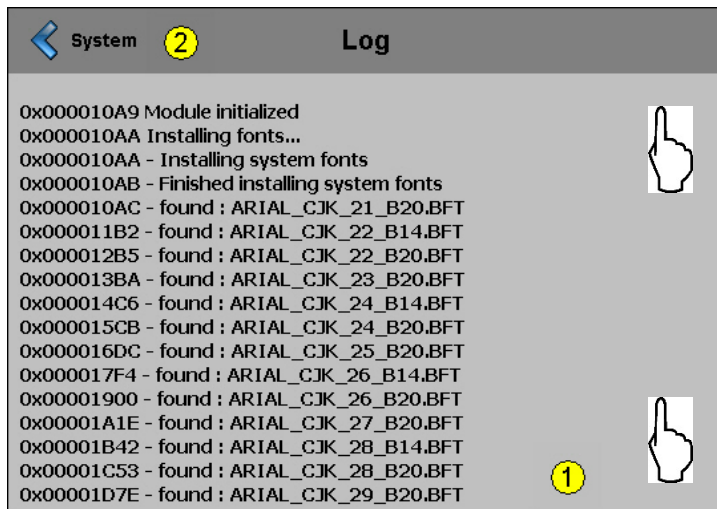 System 2 Log
0x000010A9 Module initialized
0x000010AA Installing fonts...
0x000010AA - Installing system fonts
0x000010AB - Finished installing system fonts
0x000010AC - found : ARIAL_CJK_21_B20.BFT
0x000011B2 - found : ARIAL_CJK_22_B14.BFT
0x000012B5 - found : ARIAL_CJK_22_B20.BFT
0x000013BA - found : ARIAL_CJK_23_B20.BFT
0x000014C6 - found : ARIAL_CJK_24_B14.BFT
0x000015CB - found : ARIAL_CJK_24_B20.BFT
0x000016DC - found : ARIAL_CJK_25_B20.BFT
0x000017F4 - found : ARIAL_CJK_26_B14.BFT
0x00001900 - found : ARIAL_CJK_26_B20.BFT
0x00001A1E - found : ARIAL_CJK_27_B20.BFT
0x00001B42 - found : ARIAL_CJK_28_B14.BFT
0x00001C53 - found : ARIAL_CJK_28_B20.BFT
1
0x00001D7E - found : ARIAL_CJK_29_B20.BFT